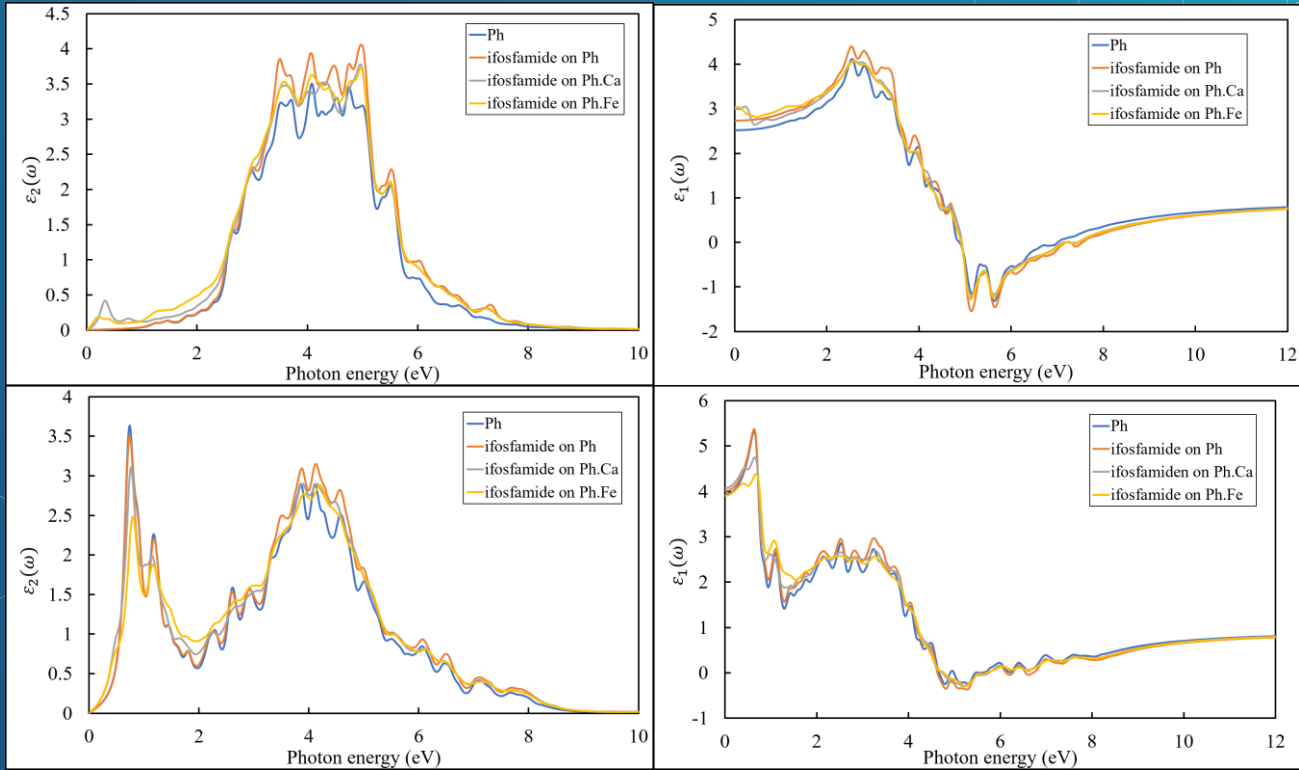 4.5
4
3.5
3
2.5
2
1.5
1
0.5
0
ε₂(ω)
Ph
ifosfamide on Ph
ifosfamide on Ph.Ca
ifosfamide on Ph.Fe
0 2 4 6 8 10
Photon energy (eV)
5
4
3
2
1
0
-1
-2
ε₁(ω)
Ph
ifosfamide on Ph
ifosfamide on Ph.Ca
ifosfamide on Ph.Fe
0 2 4 6 8 10 12
Photon energy (eV)
4
3.5
3
2.5
2
1.5
1
0.5
0
ε₂(ω)
Ph
ifosfamide on Ph
ifosfamide on Ph.Ca
ifosfamide on Ph.Fe
0 2 4 6 8 10
Photon energy (eV)
6
5
4
3
2
1
0
-1
ε₁(ω)
Ph
ifosfamide on Ph
ifosfamiden on Ph.Ca
ifosfamide on Ph.Fe
0 2 4 6 8 10 12
Photon energy (eV)